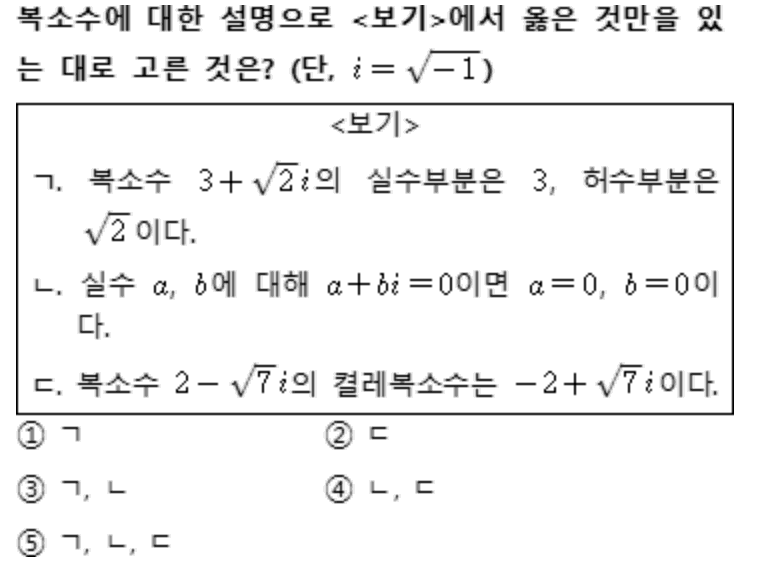 복소수에 대한 설명으로 <보기>에서 옳은 것만을 있
는 대로 고른 것은? (단, i = √−1)
<보기>
ㄱ. 복소수 3+√2i의 실수부분은 3, 허수부분은
√2이다.
ㄴ. 실수 a, b에 대해 a+bi=0이면 a=0, b=0이
다.
ㄷ. 복소수 2−√7i의 켤레복소수는 −2+√7i이다.
① ㄱ ② ㄷ
③ ㄱ, ㄴ ④ ㄴ, ㄷ
⑤ ㄱ, ㄴ, ㄷ